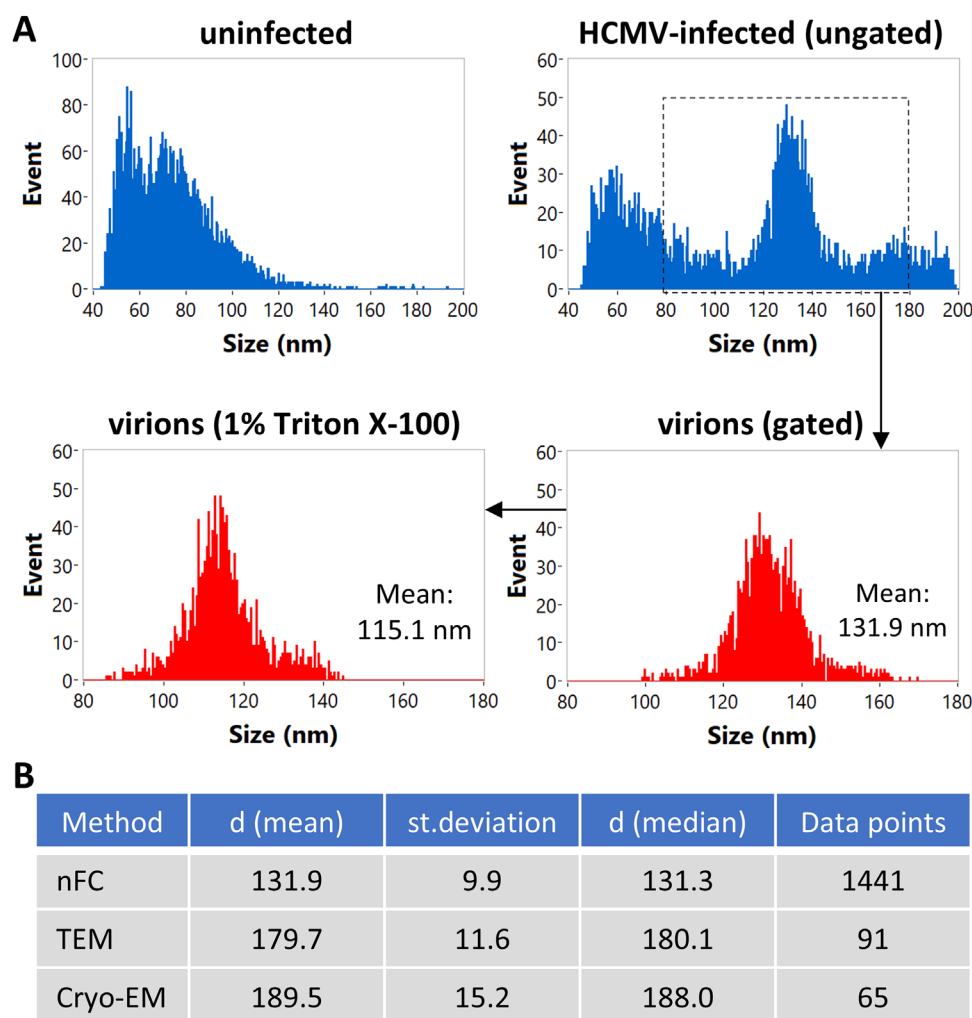 A
uninfected
HCMV-infected (ungated)
100
80
60
40
20
0
Event
40 60 80 100 120 140 160 180 200
Size (nm)
60
50
40
30
20
10
0
Event
40 60 80 100 120 140 160 180 200
Size (nm)
virions (1% Triton X-100)
virions (gated)
60
50
40
30
20
10
0
Event
Mean:
115.1 nm
80 100 120 140 160 180
Size (nm)
60
50
40
30
20
10
0
Event
Mean:
131.9 nm
80 100 120 140 160 180
Size (nm)
B
Method d (mean) st.deviation d (median) Data points
nFC 131.9 9.9 131.3 1441
TEM 179.7 11.6 180.1 91
Cryo-EM 189.5 15.2 188.0 65